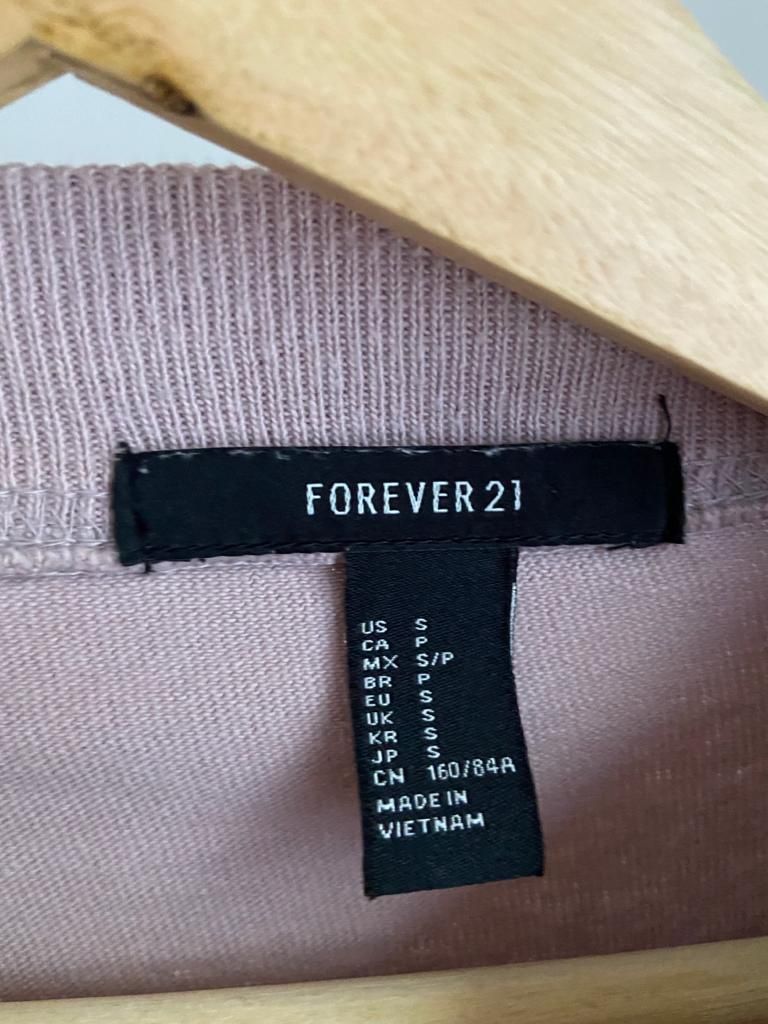 FOREVER 21
US S
CA P
MX S/P
BR P
EU S
UK S
KR S
JP S
CN 160/84A
MADE IN
VIETNAM